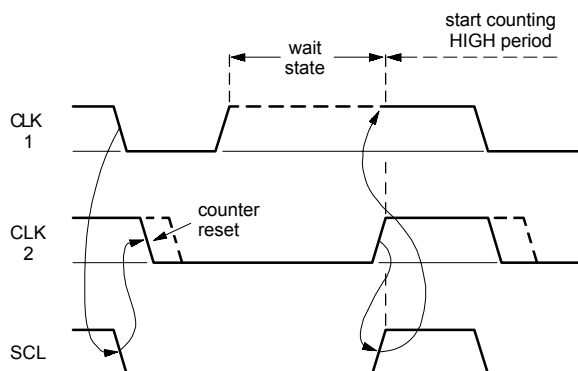 wait
state
start counting
HIGH period
CLK
1
counter
reset
CLK
2
SCL